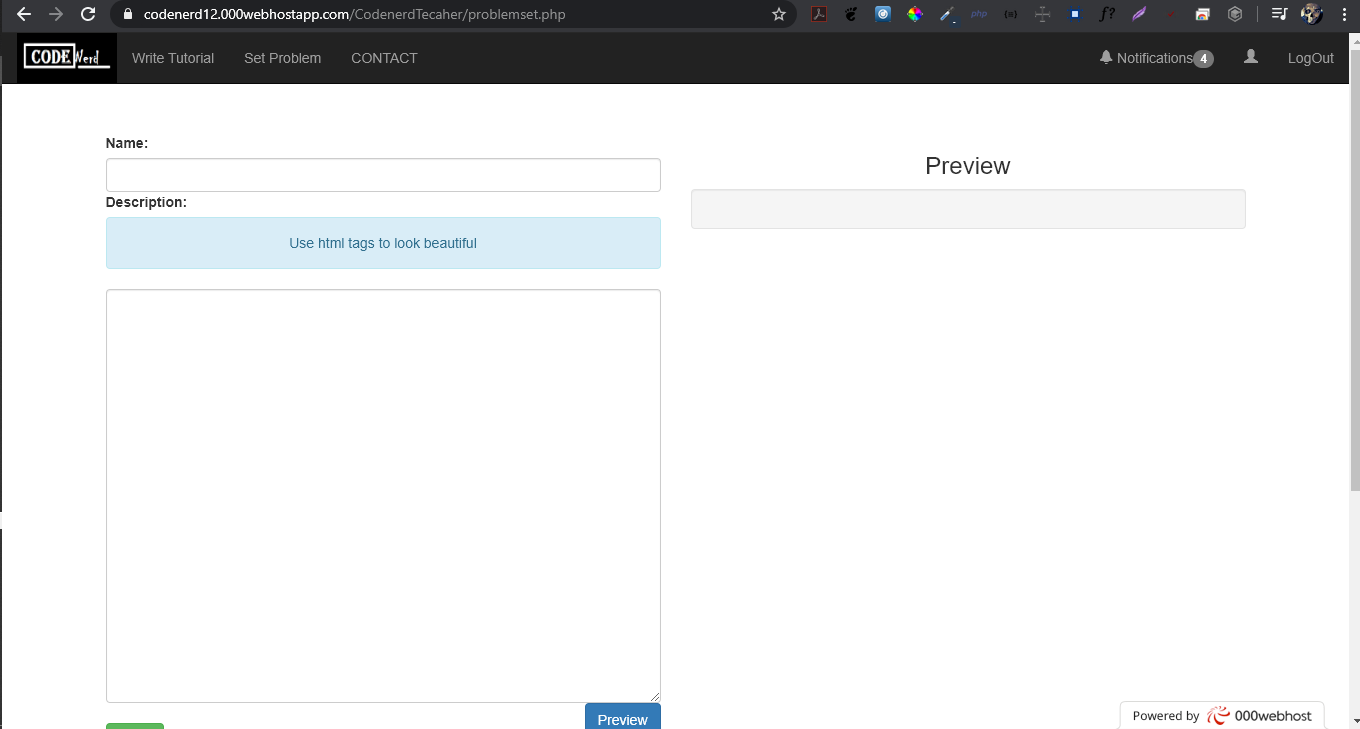 codenerd12.000webhostapp.com/CodenerdTecaher/problemset.php
php
{≡}
f?
CODE Nerd
Write Tutorial
Set Problem
CONTACT
Notifications 4
LogOut
Name:
Description:
Use html tags to look beautiful
Preview
Preview
Powered by 000webhost